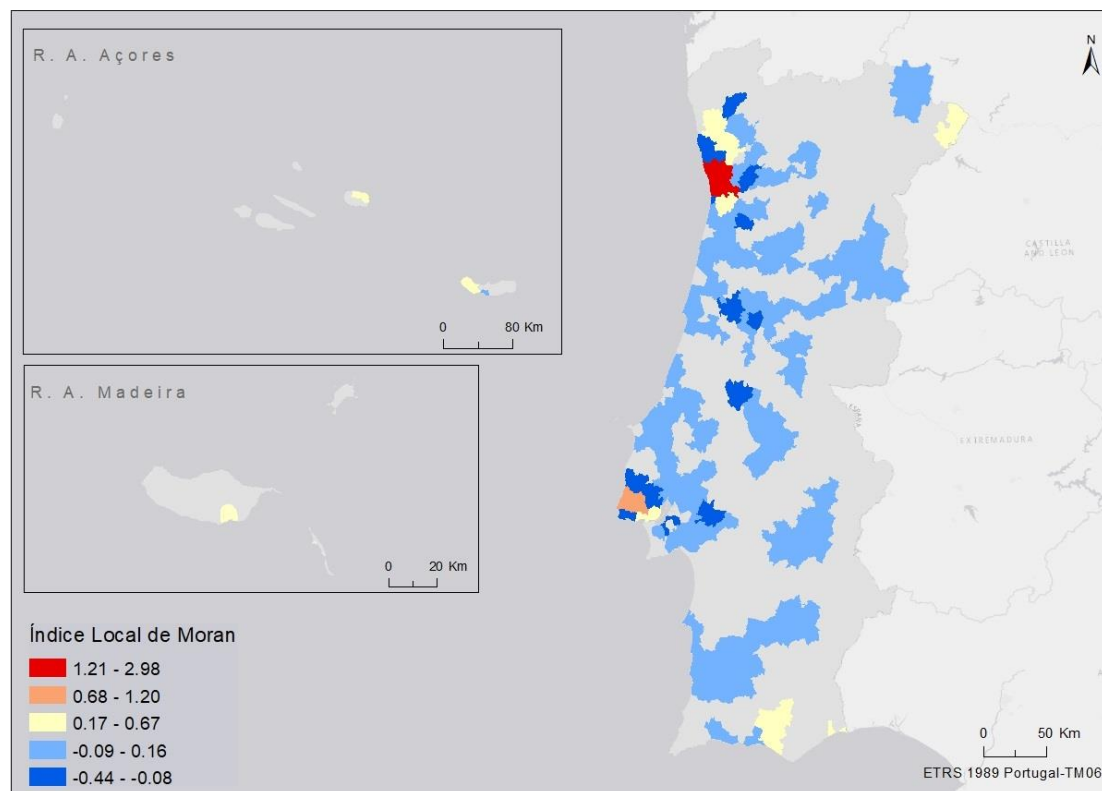 R. A. Açores
0 80 Km
R. A. Madeira
0 20 Km
Índice Local de Moran
1.21 - 2.98
0.68 - 1.20
0.17 - 0.67
-0.09 - 0.16
-0.44 - -0.08
N
CASTILLA
EXTREMADURA
0 50 Km
ETRS 1989 Portugal-TM06